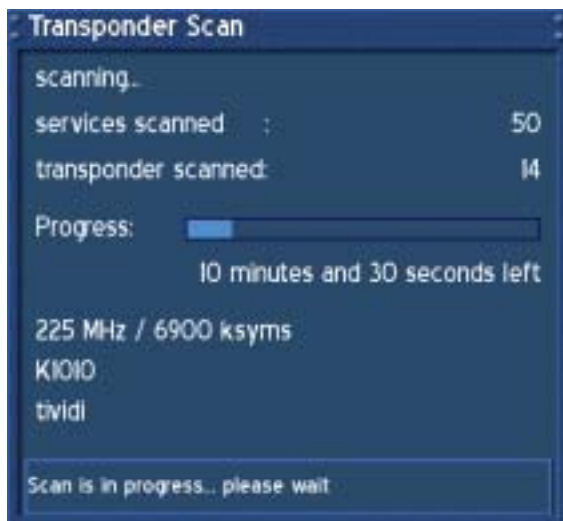 Transponder Scan
scanning...
services scanned : 50
transponder scanned: 14
Progress:
10 minutes and 30 seconds left
225 MHz / 6900 ksyms
K1010
tividi
Scan is in progress... please wait